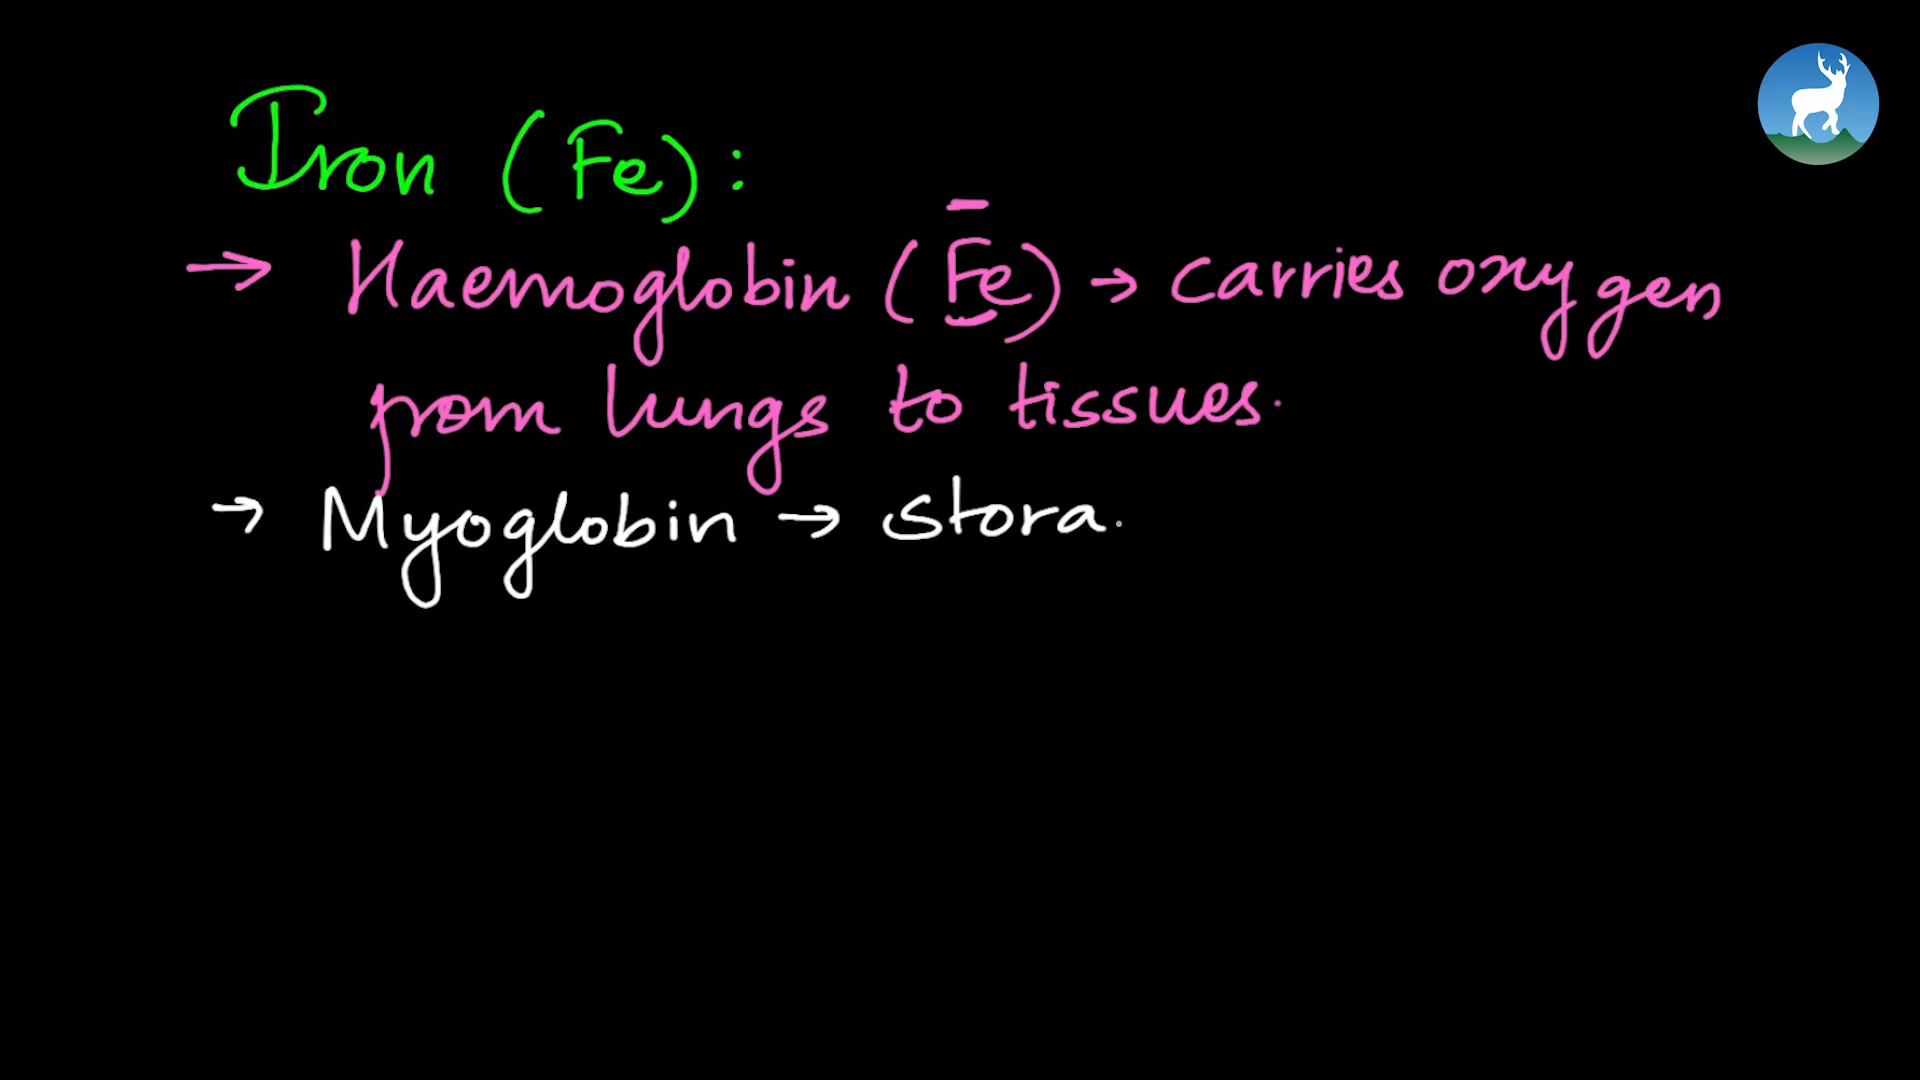 Iron (Fe):
→ Haemoglobin (Fe) → carries oxygen
from lungs to tissues.
→ Myoglobin → stora